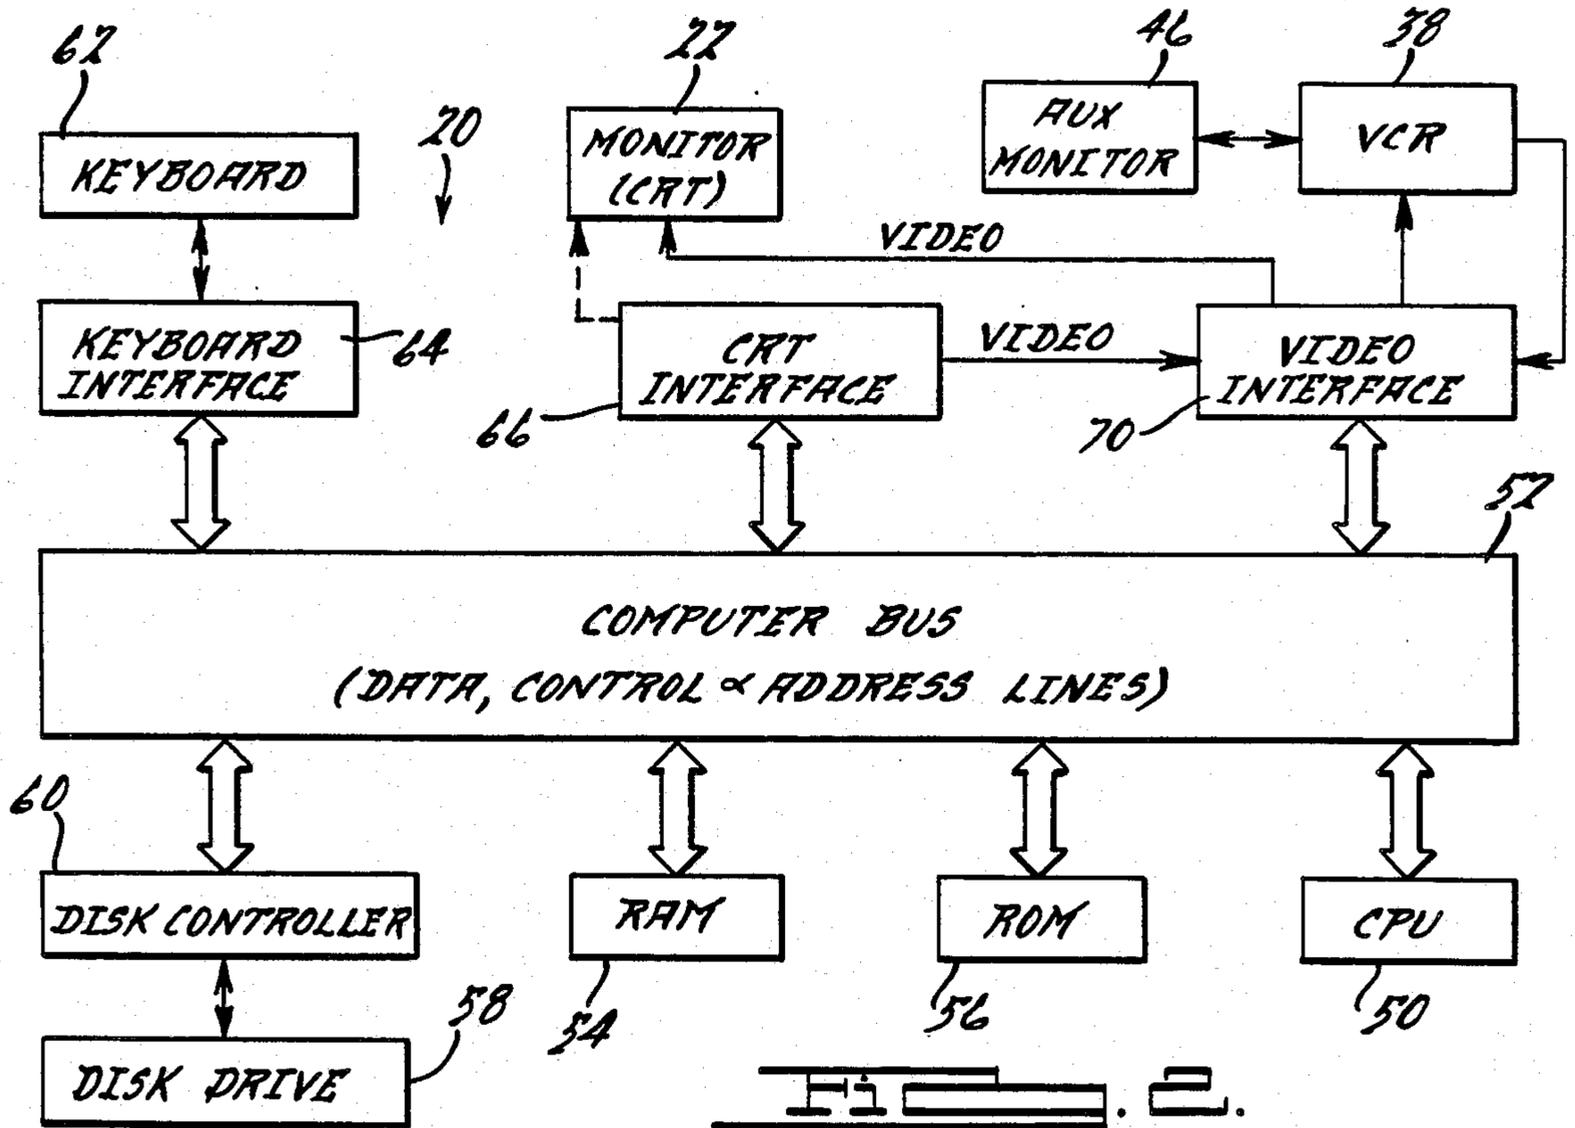 62
22
46
38
20
KEYBOARD
MONITOR
(CRT)
AUX
MONITOR
VCR
VIDEO
KEYBOARD
INTERFACE
64
CRT
INTERFACE
66
VIDEO
VIDEO
INTERFACE
70
52
COMPUTER BUS
(DATA, CONTROL & ADDRESS LINES)
60
DISK CONTROLLER
RAM
ROM
CPU
54
56
50
58
DISK DRIVE
Fig. 2.